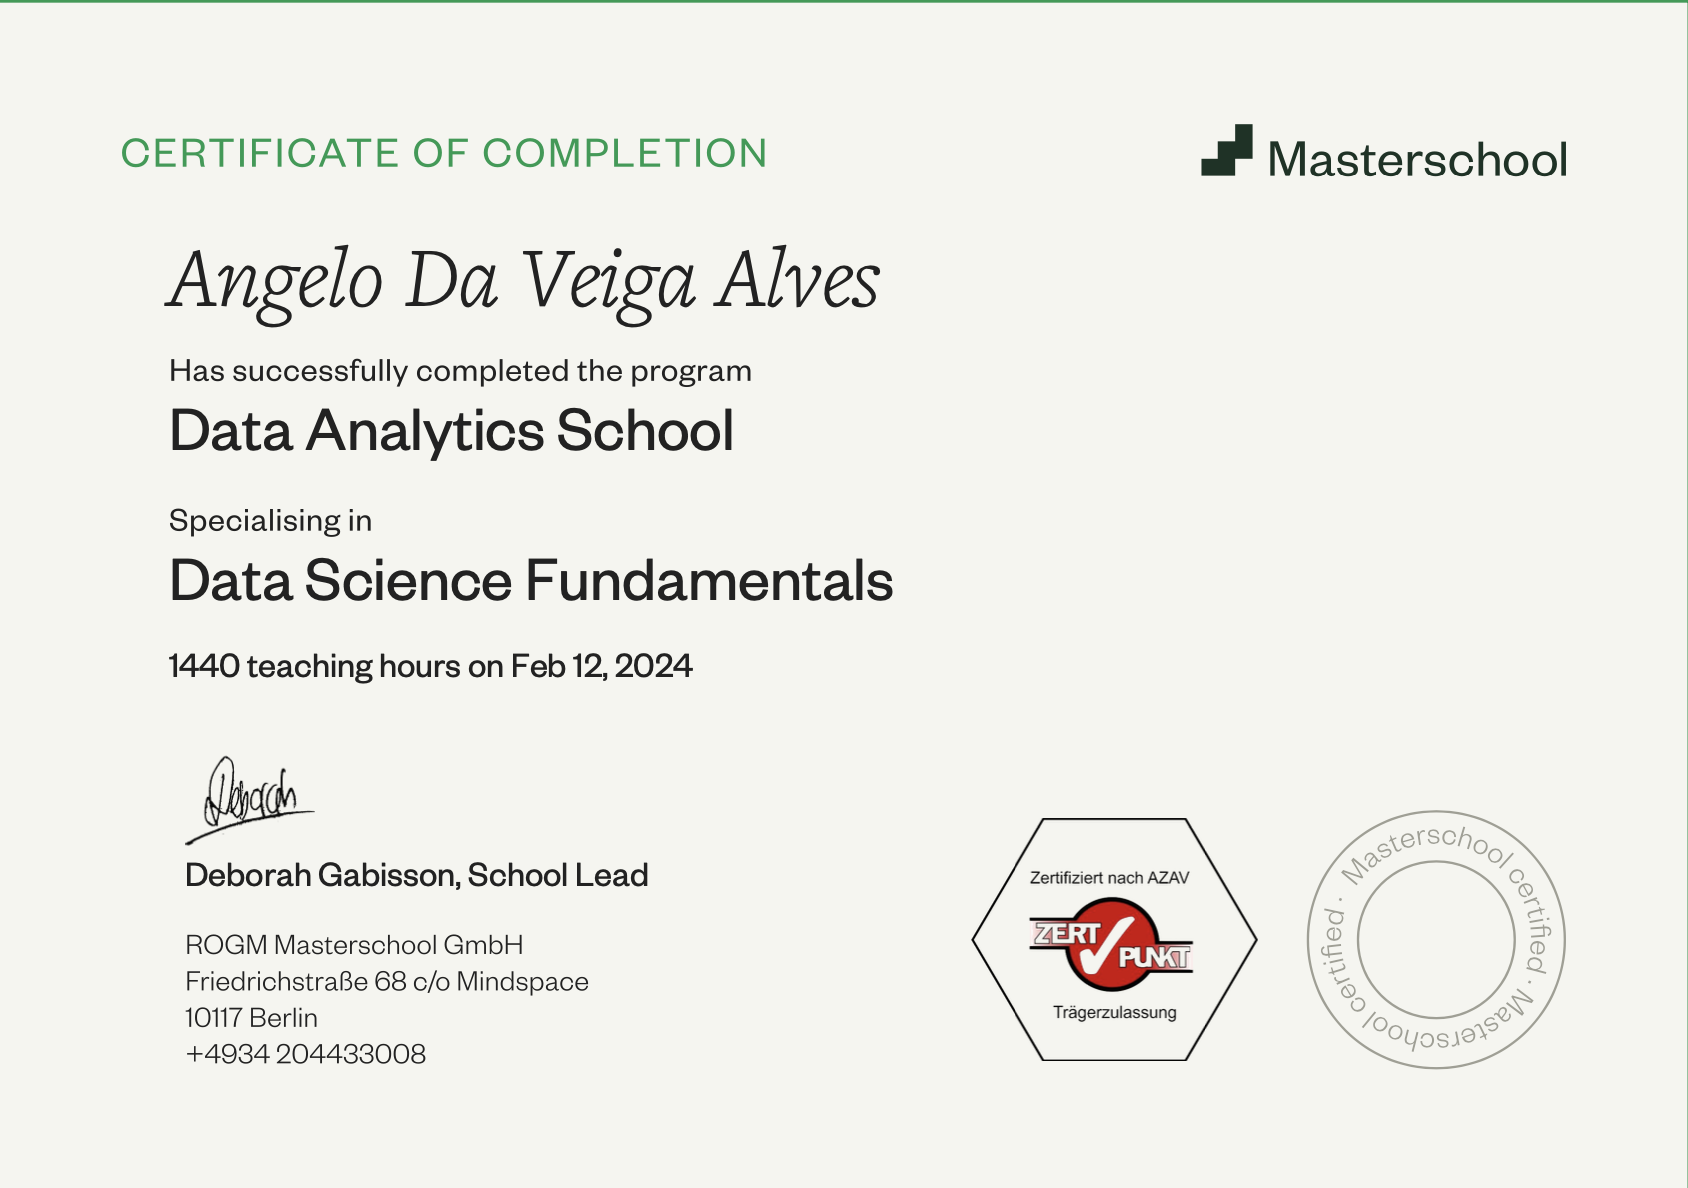 CERTIFICATE OF COMPLETION
Masterschool
Angelo Da Veiga Alves
Has successfully completed the program
Data Analytics School
Specialising in
Data Science Fundamentals
1440 teaching hours on Feb 12, 2024
Deborah
Deborah Gabisson, School Lead
ROGM Masterschool GmbH
Friedrichstraße 68 c/o Mindspace
10117 Berlin
+4934 204433008
Zertifiziert nach AZAV
ZERT
PUNKT
Trägerzulassung
Masterschool certified · Masterschool certified ·